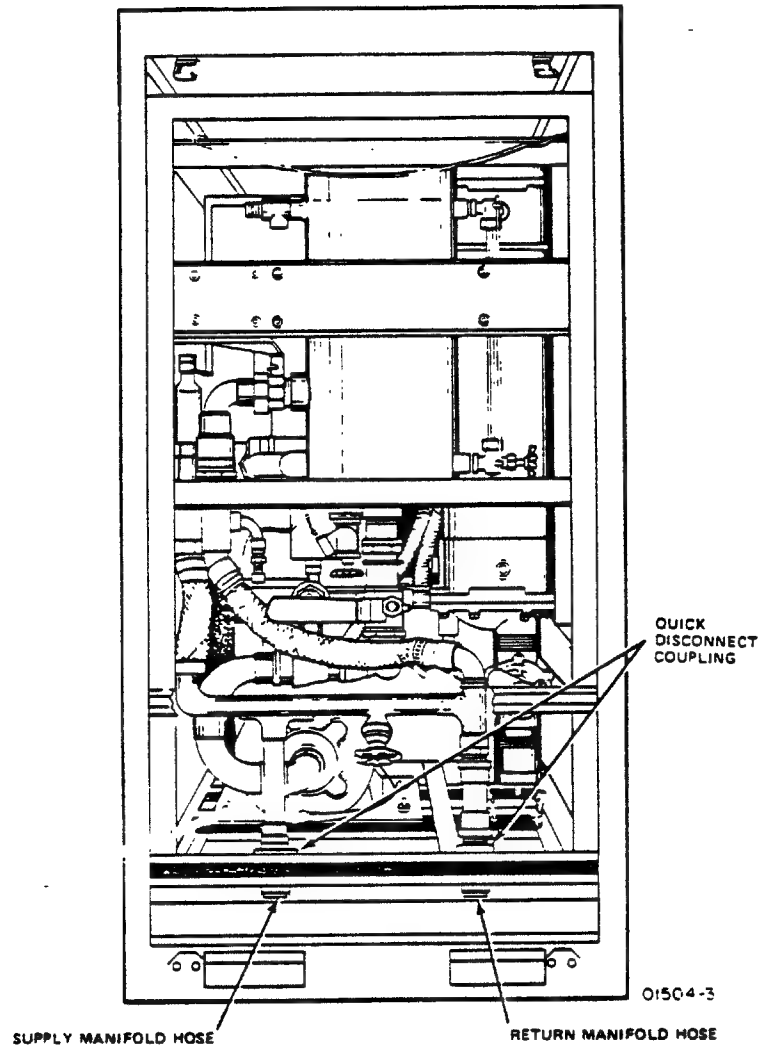 QUICK
DISCONNECT
COUPLING
01504-3
SUPPLY MANIFOLD HOSE
RETURN MANIFOLD HOSE